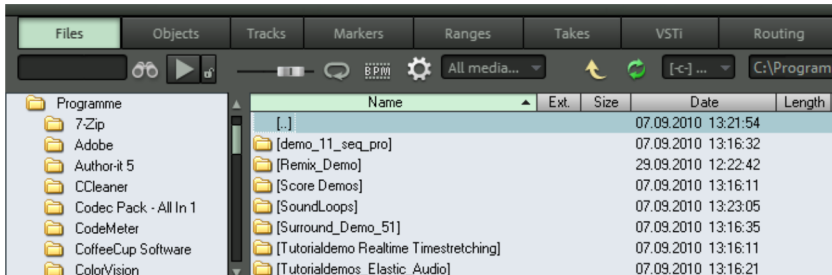 Files Objects Tracks Markers Ranges Takes VSTi Routing
BPM All media... [-c-] ... C:\Program
Programme
7-Zip
Adobe
Author-it 5
CCleaner
Codec Pack - All In 1
CodeMeter
CoffeeCup Software
ColorVision
Name Ext. Size Date Length
[..] 07.09.2010 13:21:54
[demo_11_seq_pro] 07.09.2010 13:16:32
[Remix_Demo] 29.09.2010 12:22:42
[Score Demos] 07.09.2010 13:16:11
[SoundLoops] 07.09.2010 13:23:05
[Surround_Demo_51] 07.09.2010 13:16:35
[Tutorialdemo Realtime Timestretching] 07.09.2010 13:16:11
[Tutorialdemos_Elastic_Audio] 07.09.2010 13:16:21